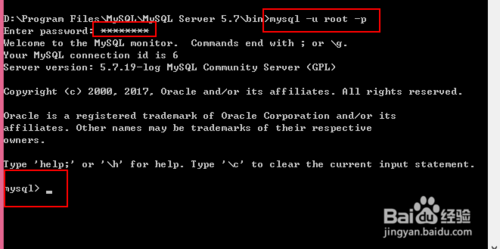 D:\Program Files\MySQL\MySQL Server 5.7\bin>mysql -u root -p
Enter password: ********
Welcome to the MySQL monitor.  Commands end with ; or \g.
Your MySQL connection id is 6
Server version: 5.7.19-log MySQL Community Server (GPL)
Copyright (c) 2000, 2017, Oracle and/or its affiliates. All rights reserved.
Oracle is a registered trademark of Oracle Corporation and/or its
affiliates. Other names may be trademarks of their respective
owners.
Type 'help;' or '\h' for help. Type '\c' to clear the current input statement.
mysql> _
Baidu经验
jingyan.baidu.com